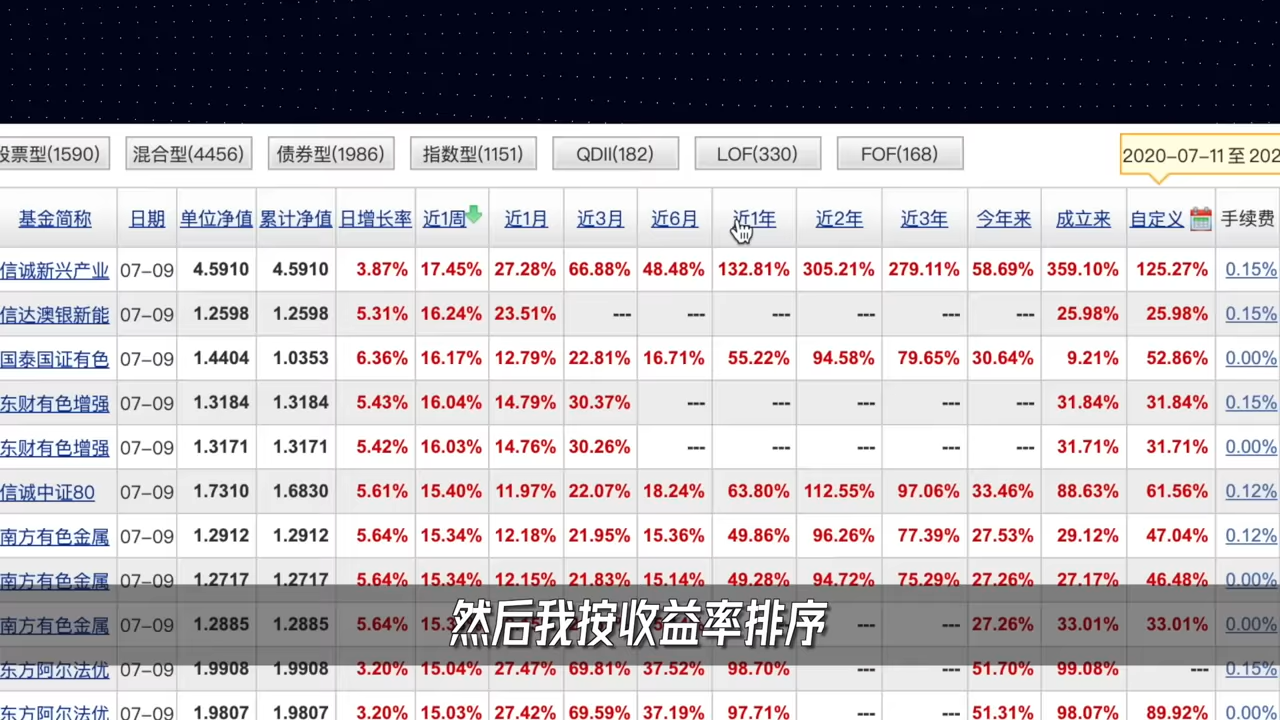 股票型(1590) 混合型(4456) 债券型(1986) 指数型(1151) QDII(182) LOF(330) FOF(168) 2020-07-11 至 202
基金简称 日期 单位净值 累计净值 日增长率 近1周 近1月 近3月 近6月 近1年 近2年 近3年 今年来 成立来 自定义 手续费
信诚新兴产业 07-09 4.5910 4.5910 3.87% 17.45% 27.28% 66.88% 48.48% 132.81% 305.21% 279.11% 58.69% 359.10% 125.27% 0.15%
信达澳银新能 07-09 1.2598 1.2598 5.31% 16.24% 23.51% --- --- --- --- --- --- 25.98% 25.98% 0.15%
国泰国证有色 07-09 1.4404 1.0353 6.36% 16.17% 12.79% 22.81% 16.71% 55.22% 94.58% 79.65% 30.64% 9.21% 52.86% 0.00%
东财有色增强 07-09 1.3184 1.3184 5.43% 16.04% 14.79% 30.37% --- --- --- --- --- 31.84% 31.84% 0.15%
东财有色增强 07-09 1.3171 1.3171 5.42% 16.03% 14.76% 30.26% --- --- --- --- --- 31.71% 31.71% 0.00%
信诚中证80 07-09 1.7310 1.6830 5.61% 15.40% 11.97% 22.07% 18.24% 63.80% 112.55% 97.06% 33.46% 88.63% 61.56% 0.12%
南方有色金属 07-09 1.2912 1.2912 5.64% 15.34% 12.18% 21.95% 15.36% 49.86% 96.26% 77.39% 27.53% 29.12% 47.04% 0.12%
南方有色金属 07-09 1.2717 1.2717 5.64% 15.34% 12.15% 21.83% 15.14% 49.28% 94.72% 75.29% 27.26% 27.17% 46.48% 0.00%
南方有色金属 07-09 1.2885 1.2885 5.64% --- --- 27.26% 33.01% 33.01% 0.00%
然后我按收益率排序
东方阿尔法优 07-09 1.9908 1.9908 3.20% 15.04% 27.47% 69.81% 37.52% 98.70% --- --- 51.70% 99.08% --- 0.15%
东方阿尔法优 07-09 1.9807 1.9807 3.20% 15.03% 27.42% 69.59% 37.19% 97.71% --- --- 51.31% 98.07% 89.92% 0.00%